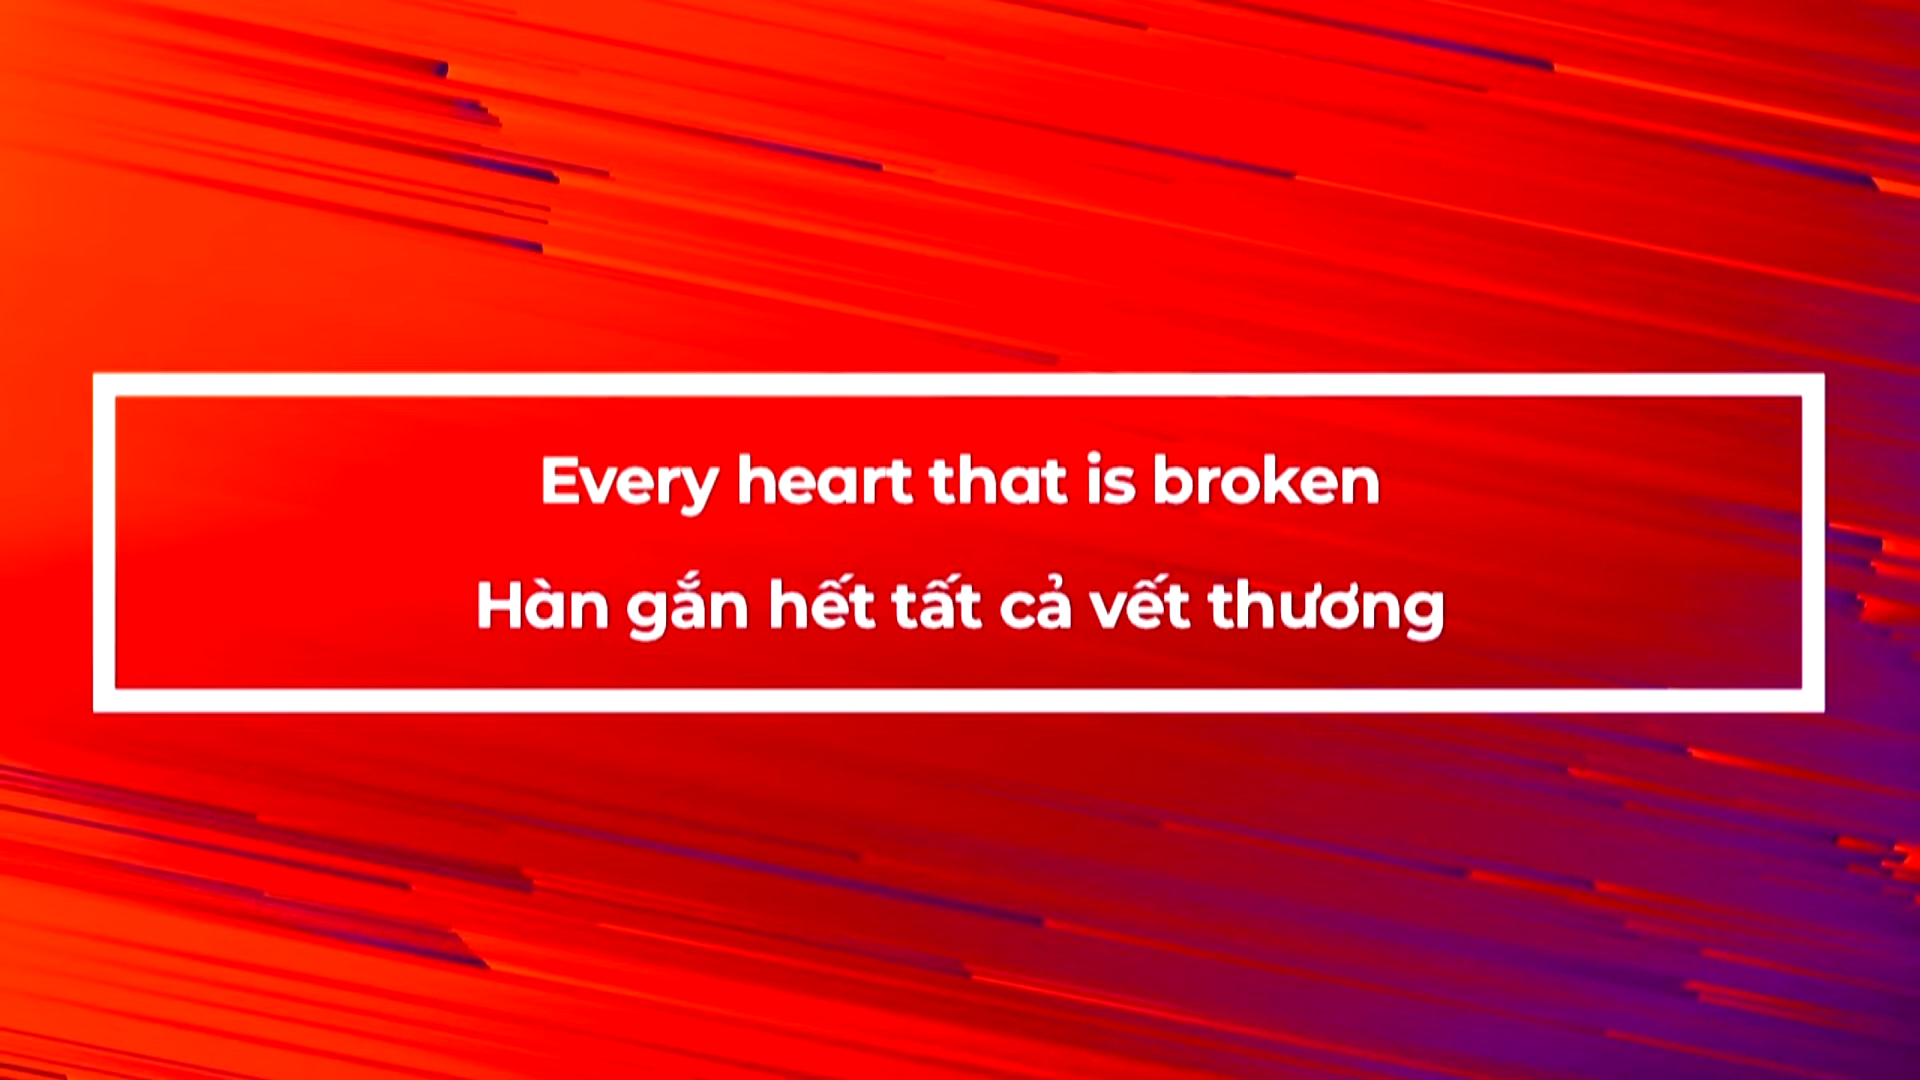 Every heart that is broken
Hàn gắn hết tất cả vết thương